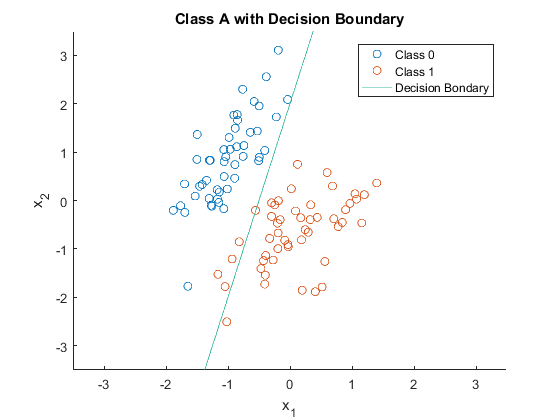 Class A with Decision Boundary
Class 0
Class 1
Decision Bondary
3
2
1
0
-1
-2
-3
x2
-3 -2 -1 0 1 2 3
x1